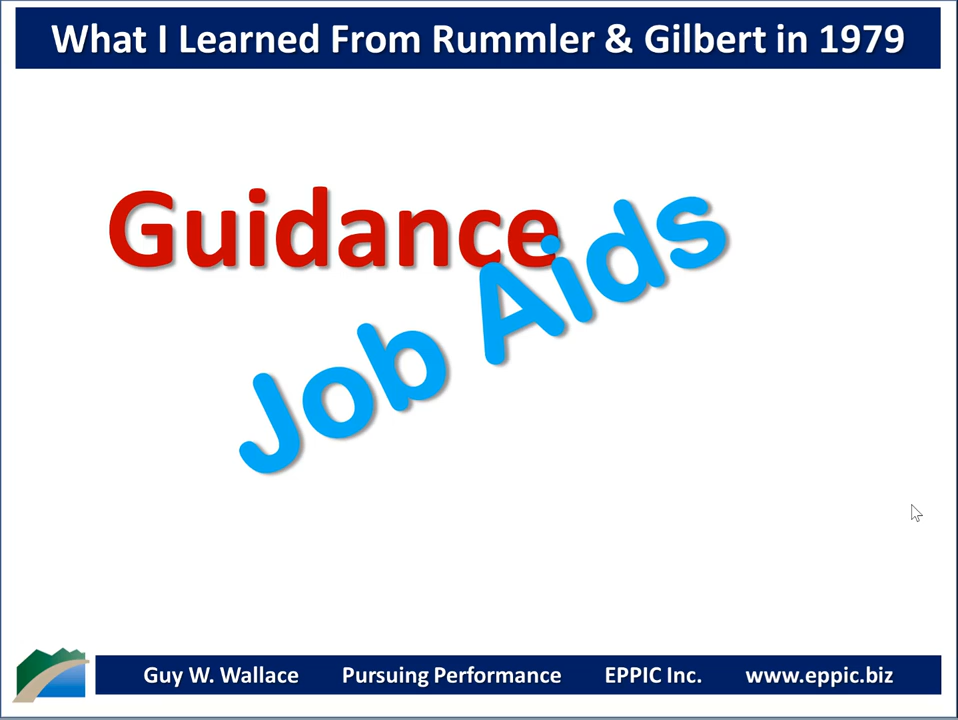 What I Learned From Rummler & Gilbert in 1979
Guidance
Job Aids
Guy W. Wallace Pursuing Performance EPPIC Inc. www.eppic.biz